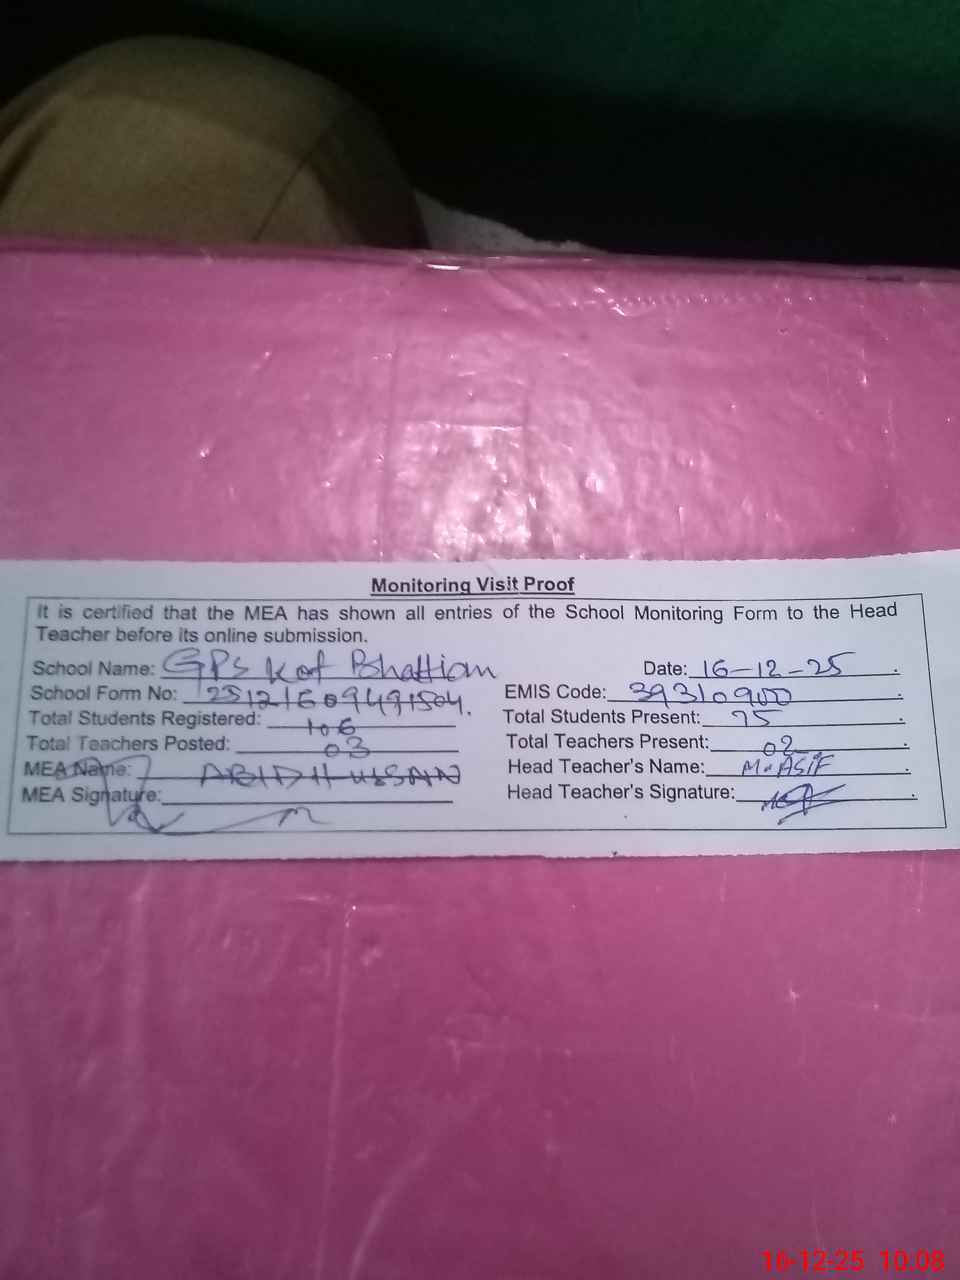 Monitoring Visit Proof
It is certified that the MEA has shown all entries of the School Monitoring Form to the Head
Teacher before its online submission.
School Name: GPS Kot Bhattian Date: 16-12-25
School Form No: 25121609491504. EMIS Code: 39310900
Total Students Registered: 106 Total Students Present: 75
Total Teachers Posted: 03 Total Teachers Present: 02
MEA Name: ABID HUSSAIN Head Teacher's Name: M. ASIF
MEA Signature: Head Teacher's Signature:
16-12-25 10:08